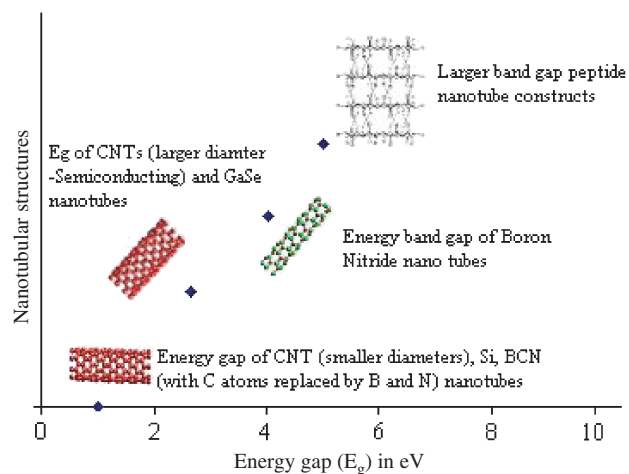 Larger band gap peptide
nanotube constructs
Eg of CNTs (larger diamter
-Semiconducting) and GaSe
nanotubes
Energy band gap of Boron
Nitride nano tubes
Energy gap of CNT (smaller diameters), Si, BCN
(with C atoms replaced by B and N) nanotubes
Nanotubular structures
0 2 4 6 8 10
Energy gap (Eg) in eV